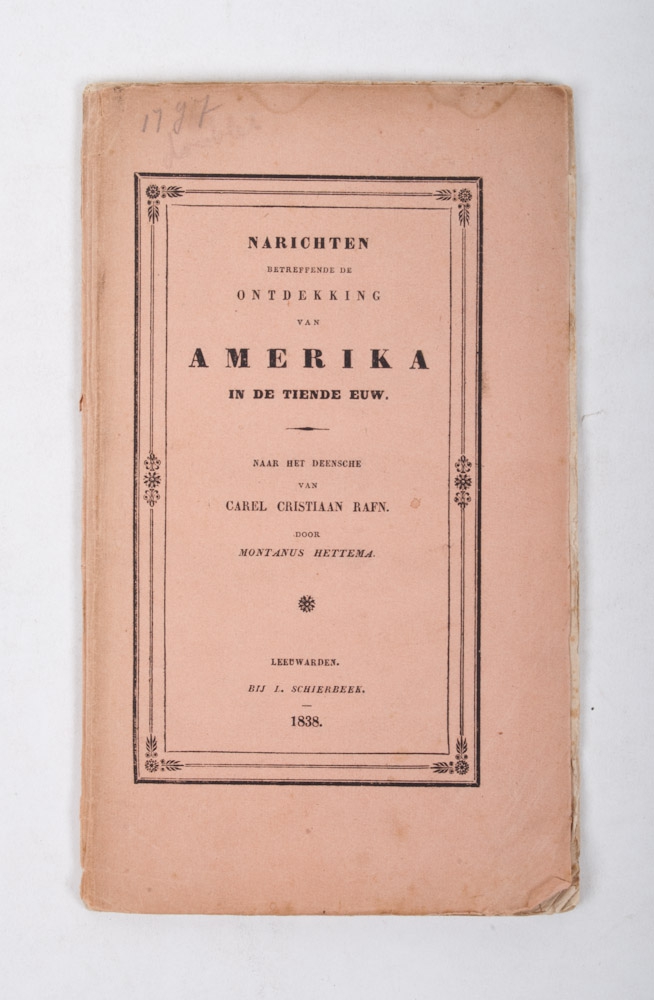 NARICHTEN
BETREFFENDE DE
ONTDEKKING
VAN
AMERIKA
IN DE TIENDE EUW.
NAAR HET DEENSCHE
VAN
CAREL CRISTIAAN RAFN.
DOOR
MONTANUS HETTEMA.
LEEUWARDEN.
BIJ L. SCHIERBEEK.
1838.